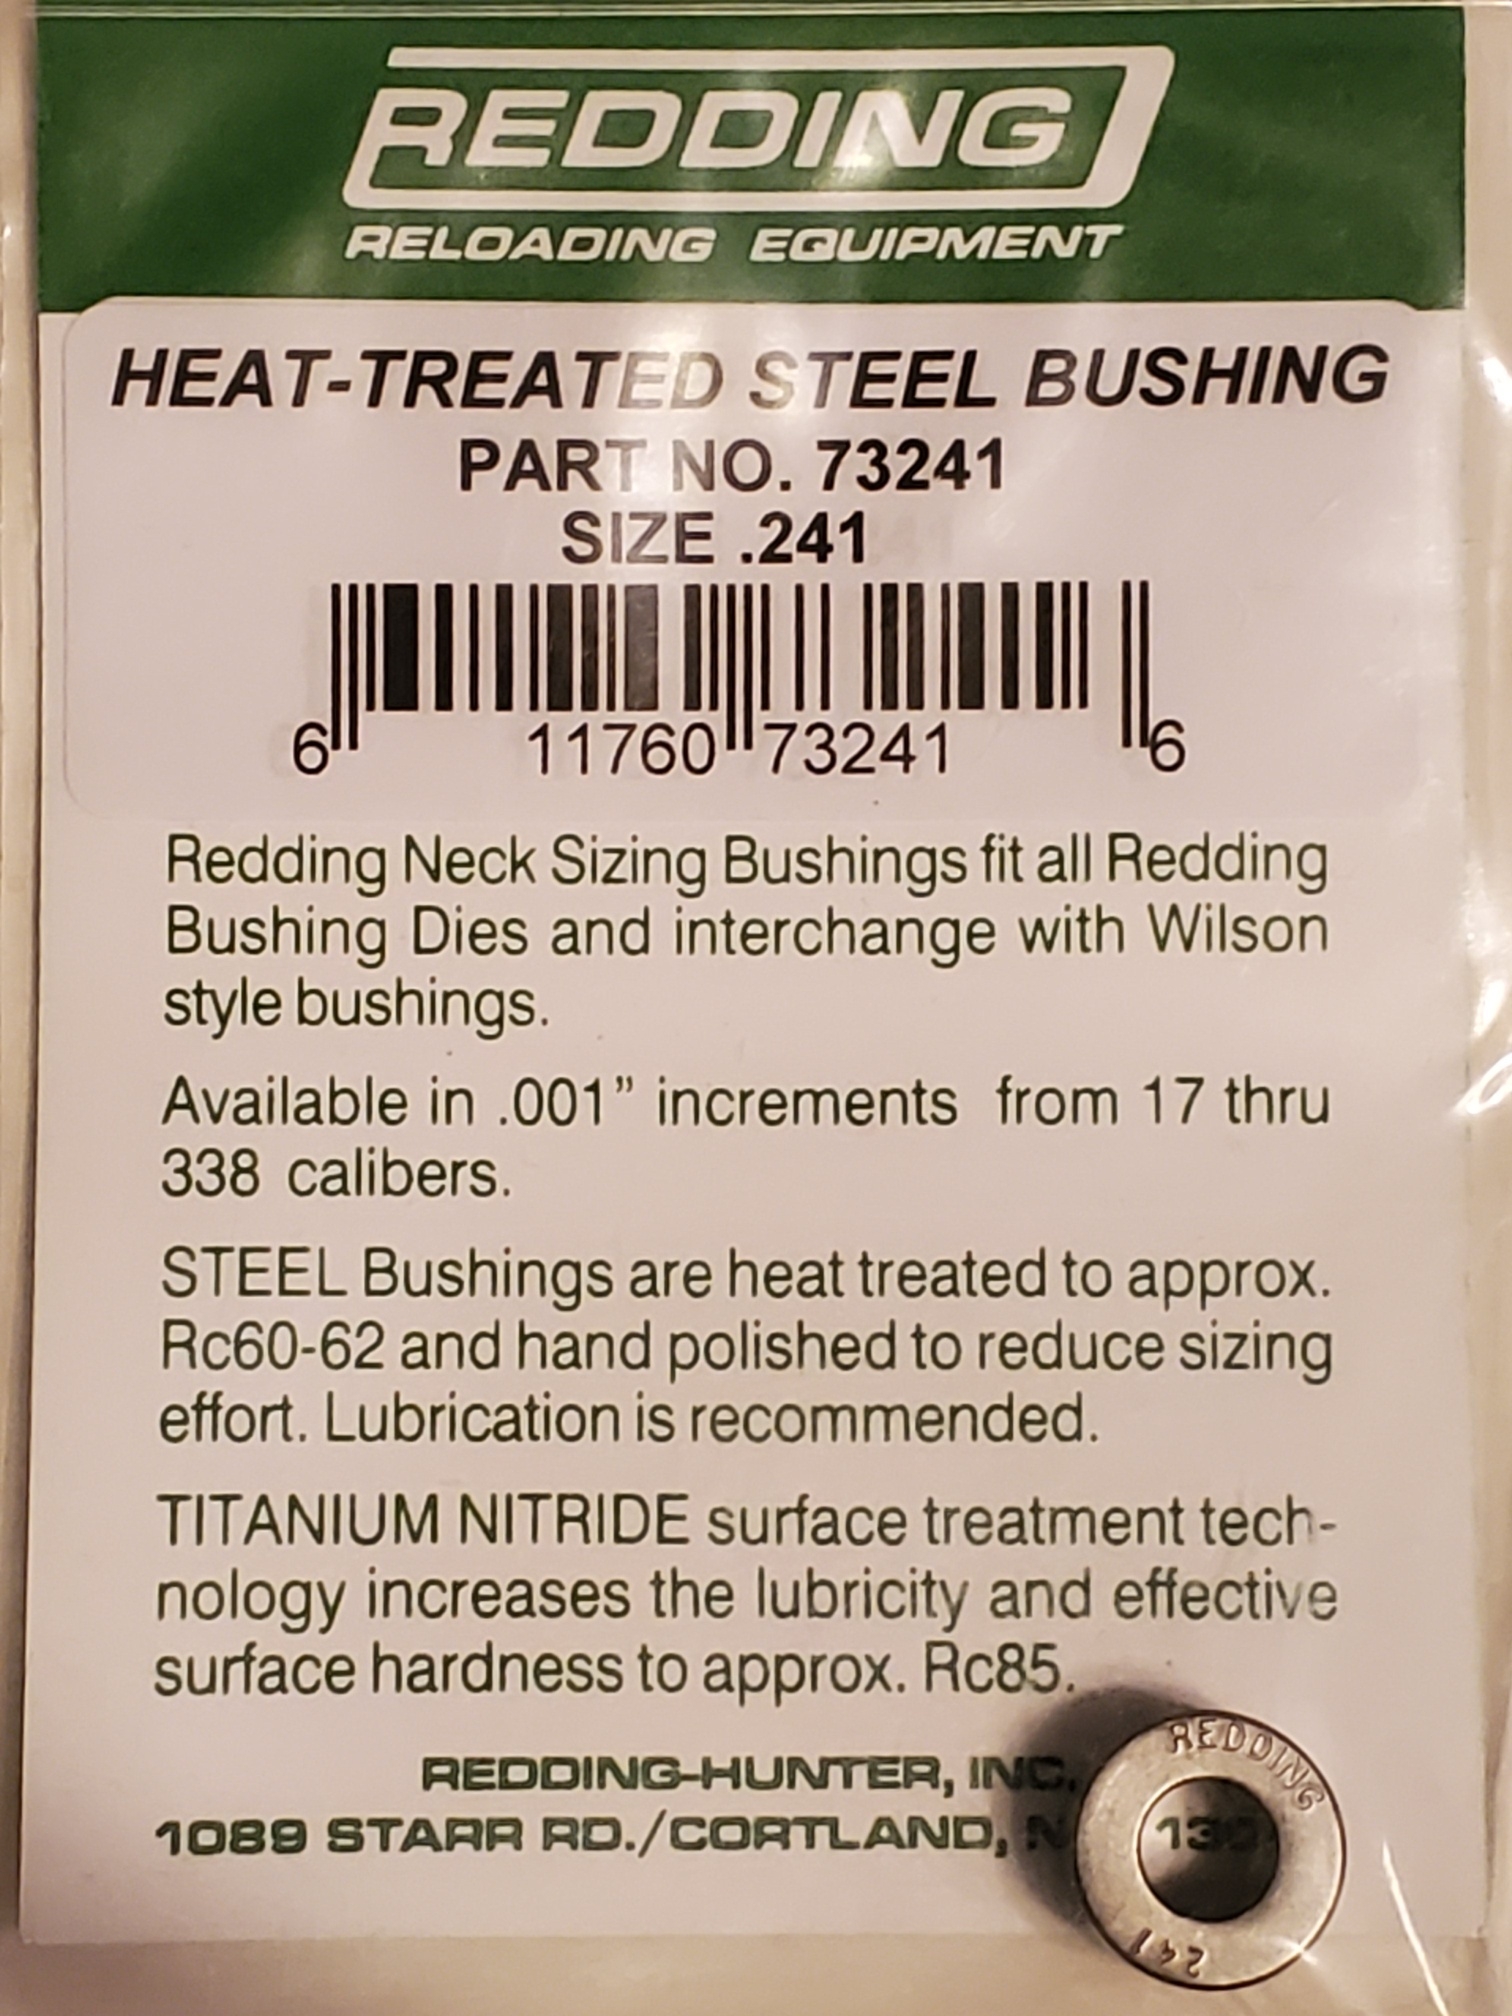 REDDING
RELOADING EQUIPMENT
HEAT-TREATED STEEL BUSHING
PART NO. 73241
SIZE .241
6 11760 73241 6
Redding Neck Sizing Bushings fit all Redding
Bushing Dies and interchange with Wilson
style bushings.
Available in .001” increments from 17 thru
338 calibers.
STEEL Bushings are heat treated to approx.
Rc60-62 and hand polished to reduce sizing
effort. Lubrication is recommended.
TITANIUM NITRIDE surface treatment tech-
nology increases the lubricity and effective
surface hardness to approx. Rc85.
REDDING-HUNTER, INC.
1089 STARR RD./CORTLAND,
REDDING
241